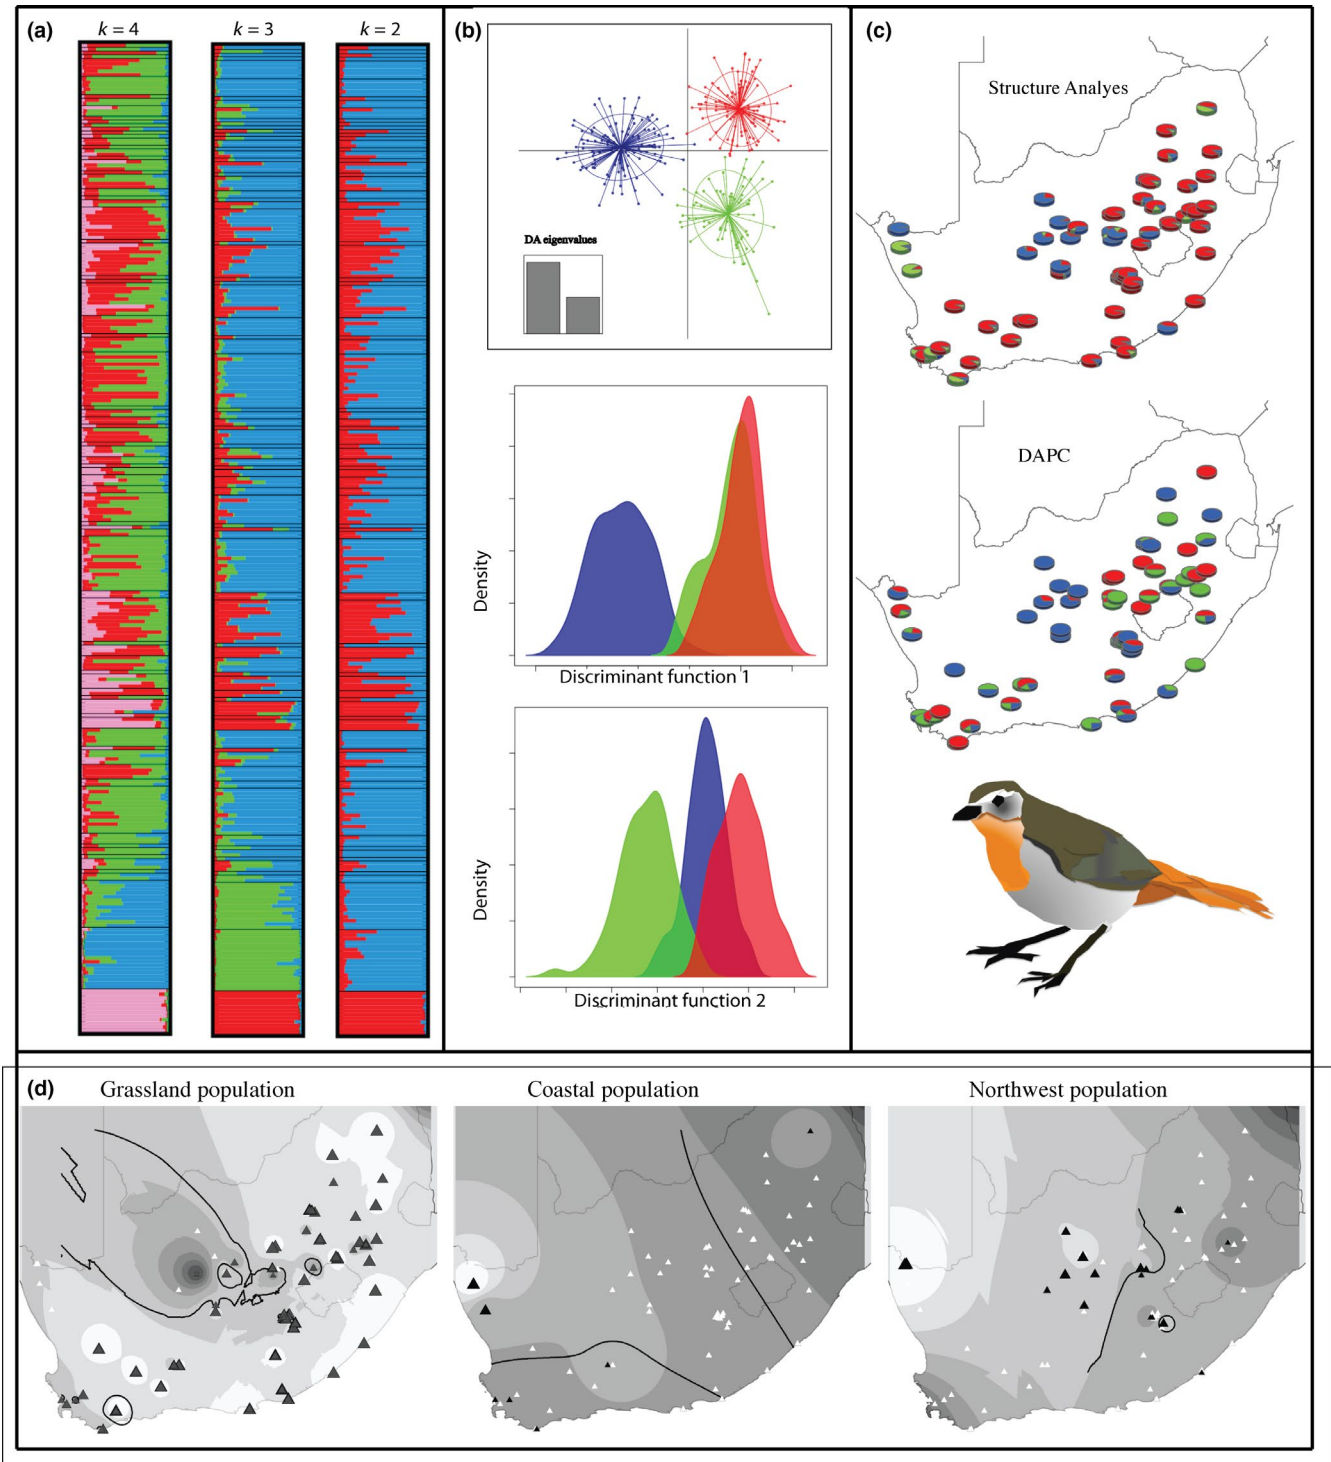 (a)
k = 4
k = 3
k = 2
(b)
DA eigenvalues
Density
Discriminant function 1
Density
Discriminant function 2
(c)
Structure Analyes
DAPC
(d)
Grassland population
Coastal population
Northwest population